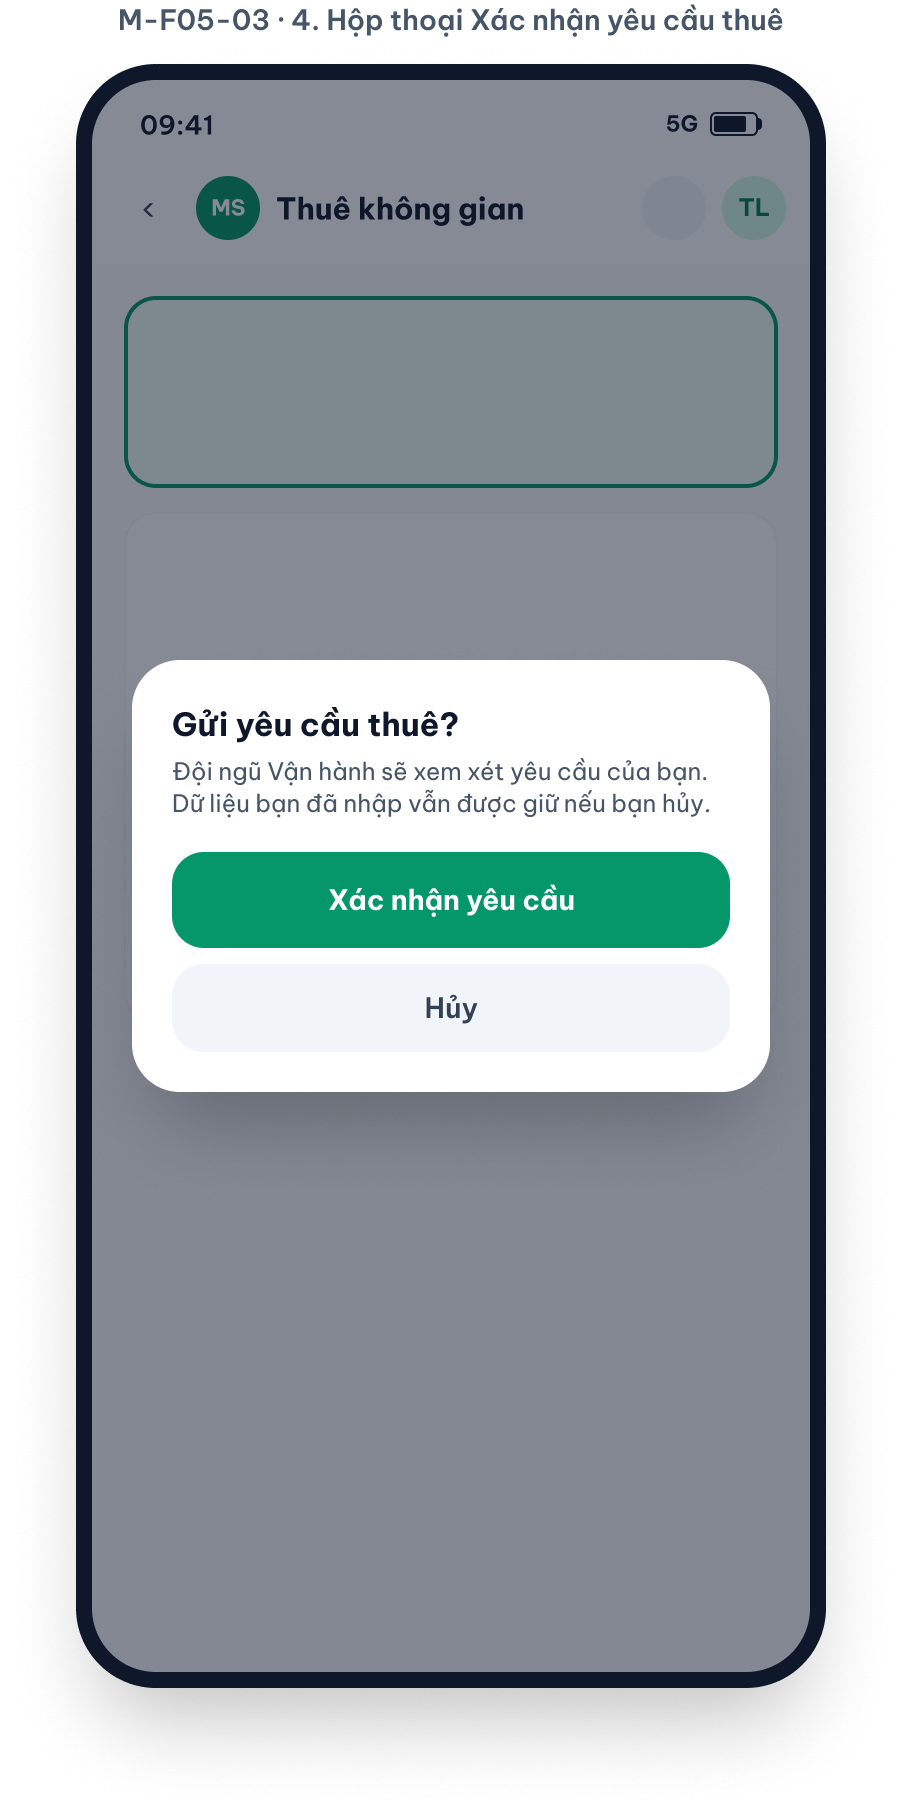 M-F05-03 · 4. Hộp thoại Xác nhận yêu cầu thuê
09:41
5G
‹
MS
Thuê không gian
TL
Gửi yêu cầu thuê?
Đội ngũ Vận hành sẽ xem xét yêu cầu của bạn.
Dữ liệu bạn đã nhập vẫn được giữ nếu bạn hủy.
Xác nhận yêu cầu
Hủy